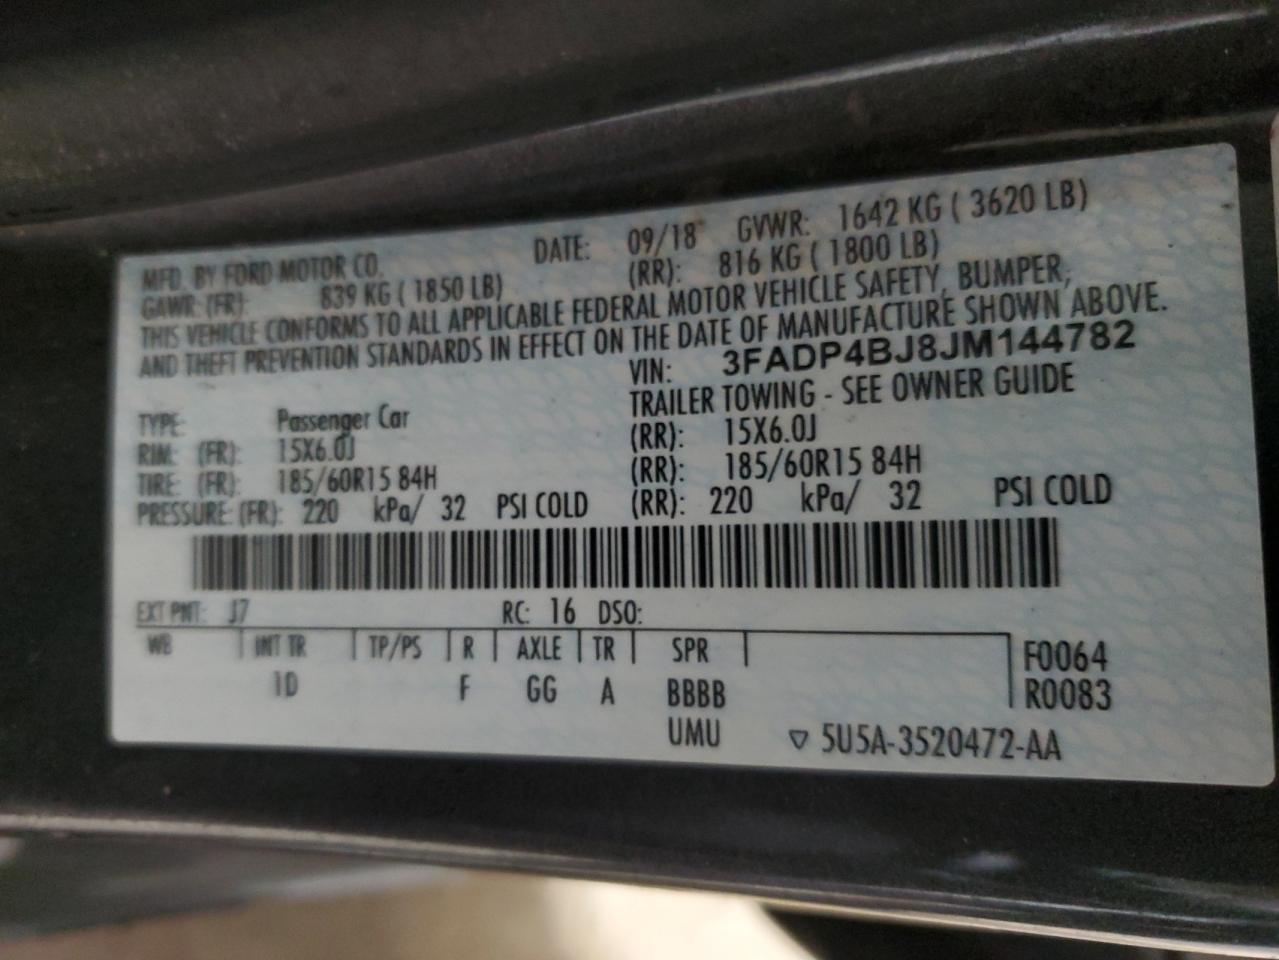 MFD. BY FORD MOTOR CO. DATE: 09/18 GVWR: 1642 KG ( 3620 LB)
GAWR: (FR): 839 KG ( 1850 LB) (RR): 816 KG ( 1800 LB)
THIS VEHICLE CONFORMS TO ALL APPLICABLE FEDERAL MOTOR VEHICLE SAFETY, BUMPER,
AND THEFT PREVENTION STANDARDS IN EFFECT ON THE DATE OF MANUFACTURE SHOWN ABOVE.
VIN: 3FADP4BJ8JM144782
TRAILER TOWING - SEE OWNER GUIDE
TYPE: Passenger Car
RIM: (FR): 15X6.0J (RR): 15X6.0J
TIRE: (FR): 185/60R15 84H (RR): 185/60R15 84H
PRESSURE: (FR): 220 kPa/ 32 PSI COLD (RR): 220 kPa/ 32 PSI COLD
EXT PNT: J7 RC: 16 DSO:
WB INT TR TP/PS R AXLE TR SPR F0064
ID F GG A BBBB R0083
UMU ▽ 5U5A-3520472-AA